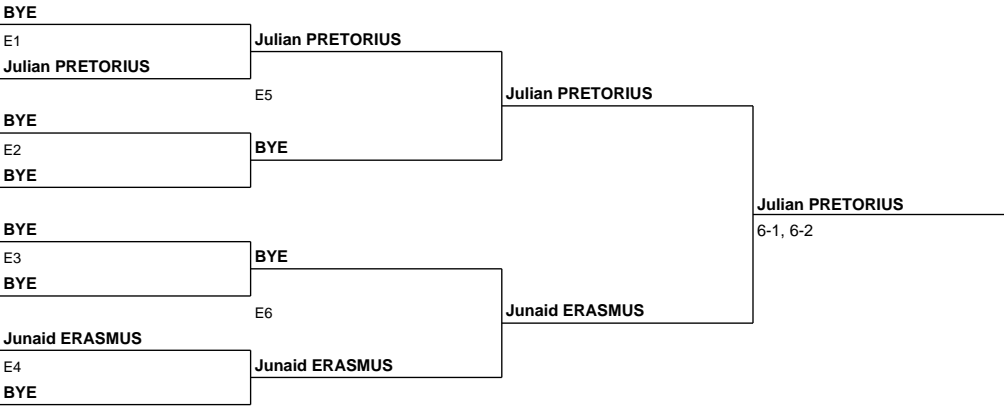 BYE
E1
Julian PRETORIUS
Julian PRETORIUS
E5
BYE
E2
BYE
BYE
Julian PRETORIUS
BYE
E3
BYE
BYE
E6
Junaid ERASMUS
E4
BYE
Junaid ERASMUS
Junaid ERASMUS
Julian PRETORIUS
6-1, 6-2